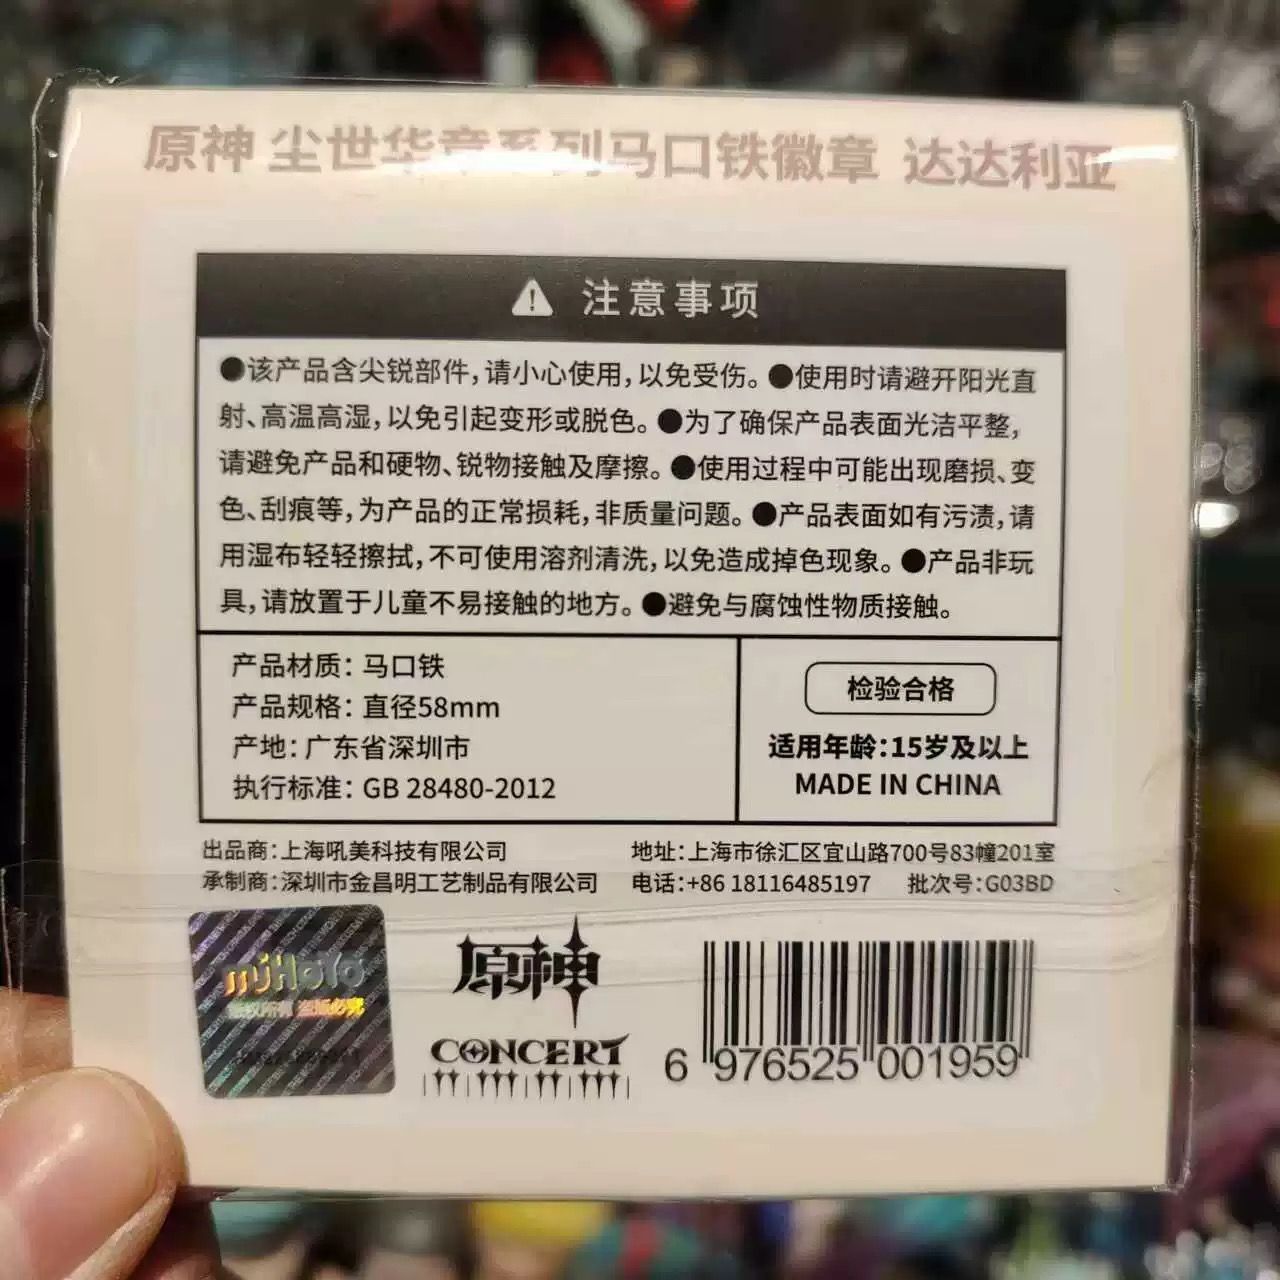 原神 尘世华章系列马口铁徽章 达达利亚
注意事项
●该产品含尖锐部件,请小心使用,以免受伤。●使用时请避开阳光直
射、高温高湿,以免引起变形或脱色。●为了确保产品表面光洁平整,
请避免产品和硬物、锐物接触及摩擦。●使用过程中可能出现磨损、变
色、刮痕等,为产品的正常损耗,非质量问题。●产品表面如有污渍,请
用湿布轻轻擦拭,不可使用溶剂清洗,以免造成掉色现象。●产品非玩
具,请放置于儿童不易接触的地方。●避免与腐蚀性物质接触。
产品材质:马口铁
产品规格:直径58mm
产地:广东省深圳市
执行标准:GB 28480-2012
检验合格
适用年龄:15岁及以上
MADE IN CHINA
出品商:上海吼美科技有限公司
地址:上海市徐汇区宜山路700号83幢201室
承制商:深圳市金昌明工艺制品有限公司
电话:+86 18116485197
批次号:G03BD
miHoYo
版权所有 盗版必究
原神
CONCERT
6 976525 001959